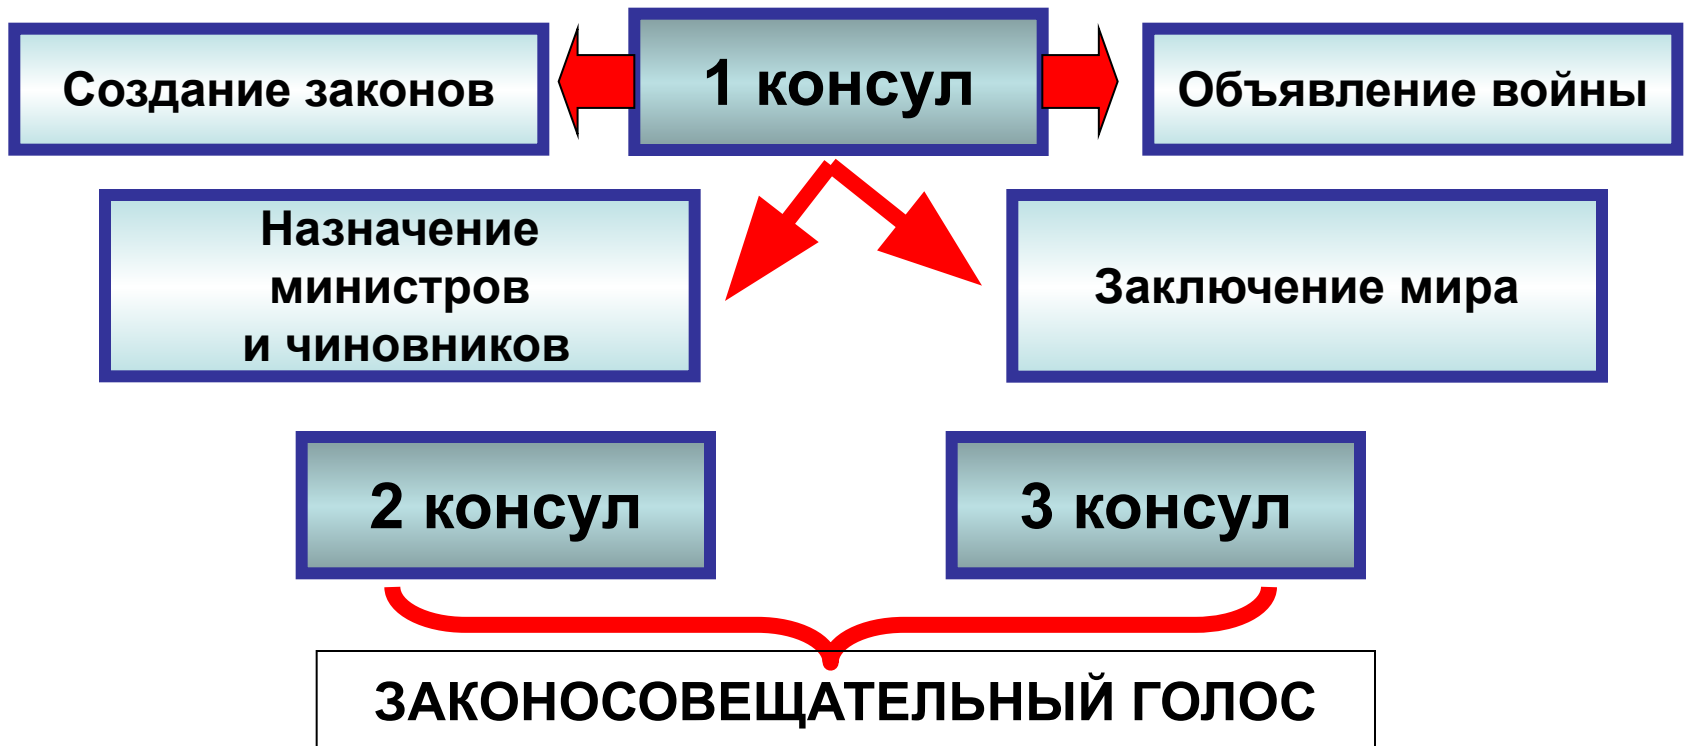 Создание законов
1 консул
Объявление войны
Назначение
министров
и чиновников
Заключение мира
2 консул
3 консул
ЗАКОНОСОВЕЩАТЕЛЬНЫЙ ГОЛОС